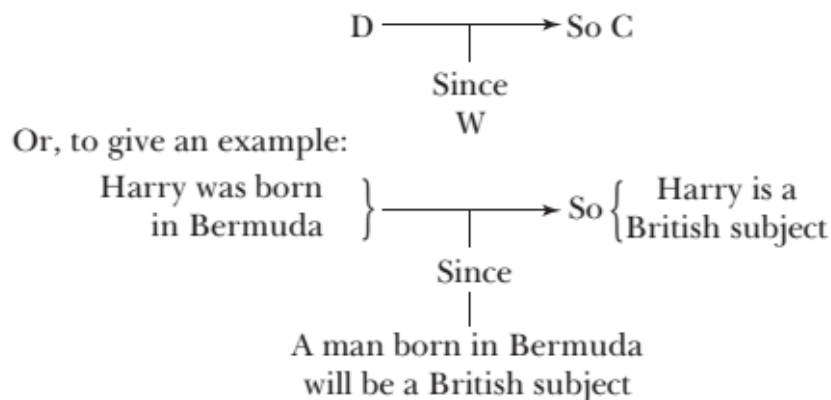 D So C
Since
W
Or, to give an example:
Harry was born
in Bermuda
So
Harry is a
British subject
Since
A man born in Bermuda
will be a British subject